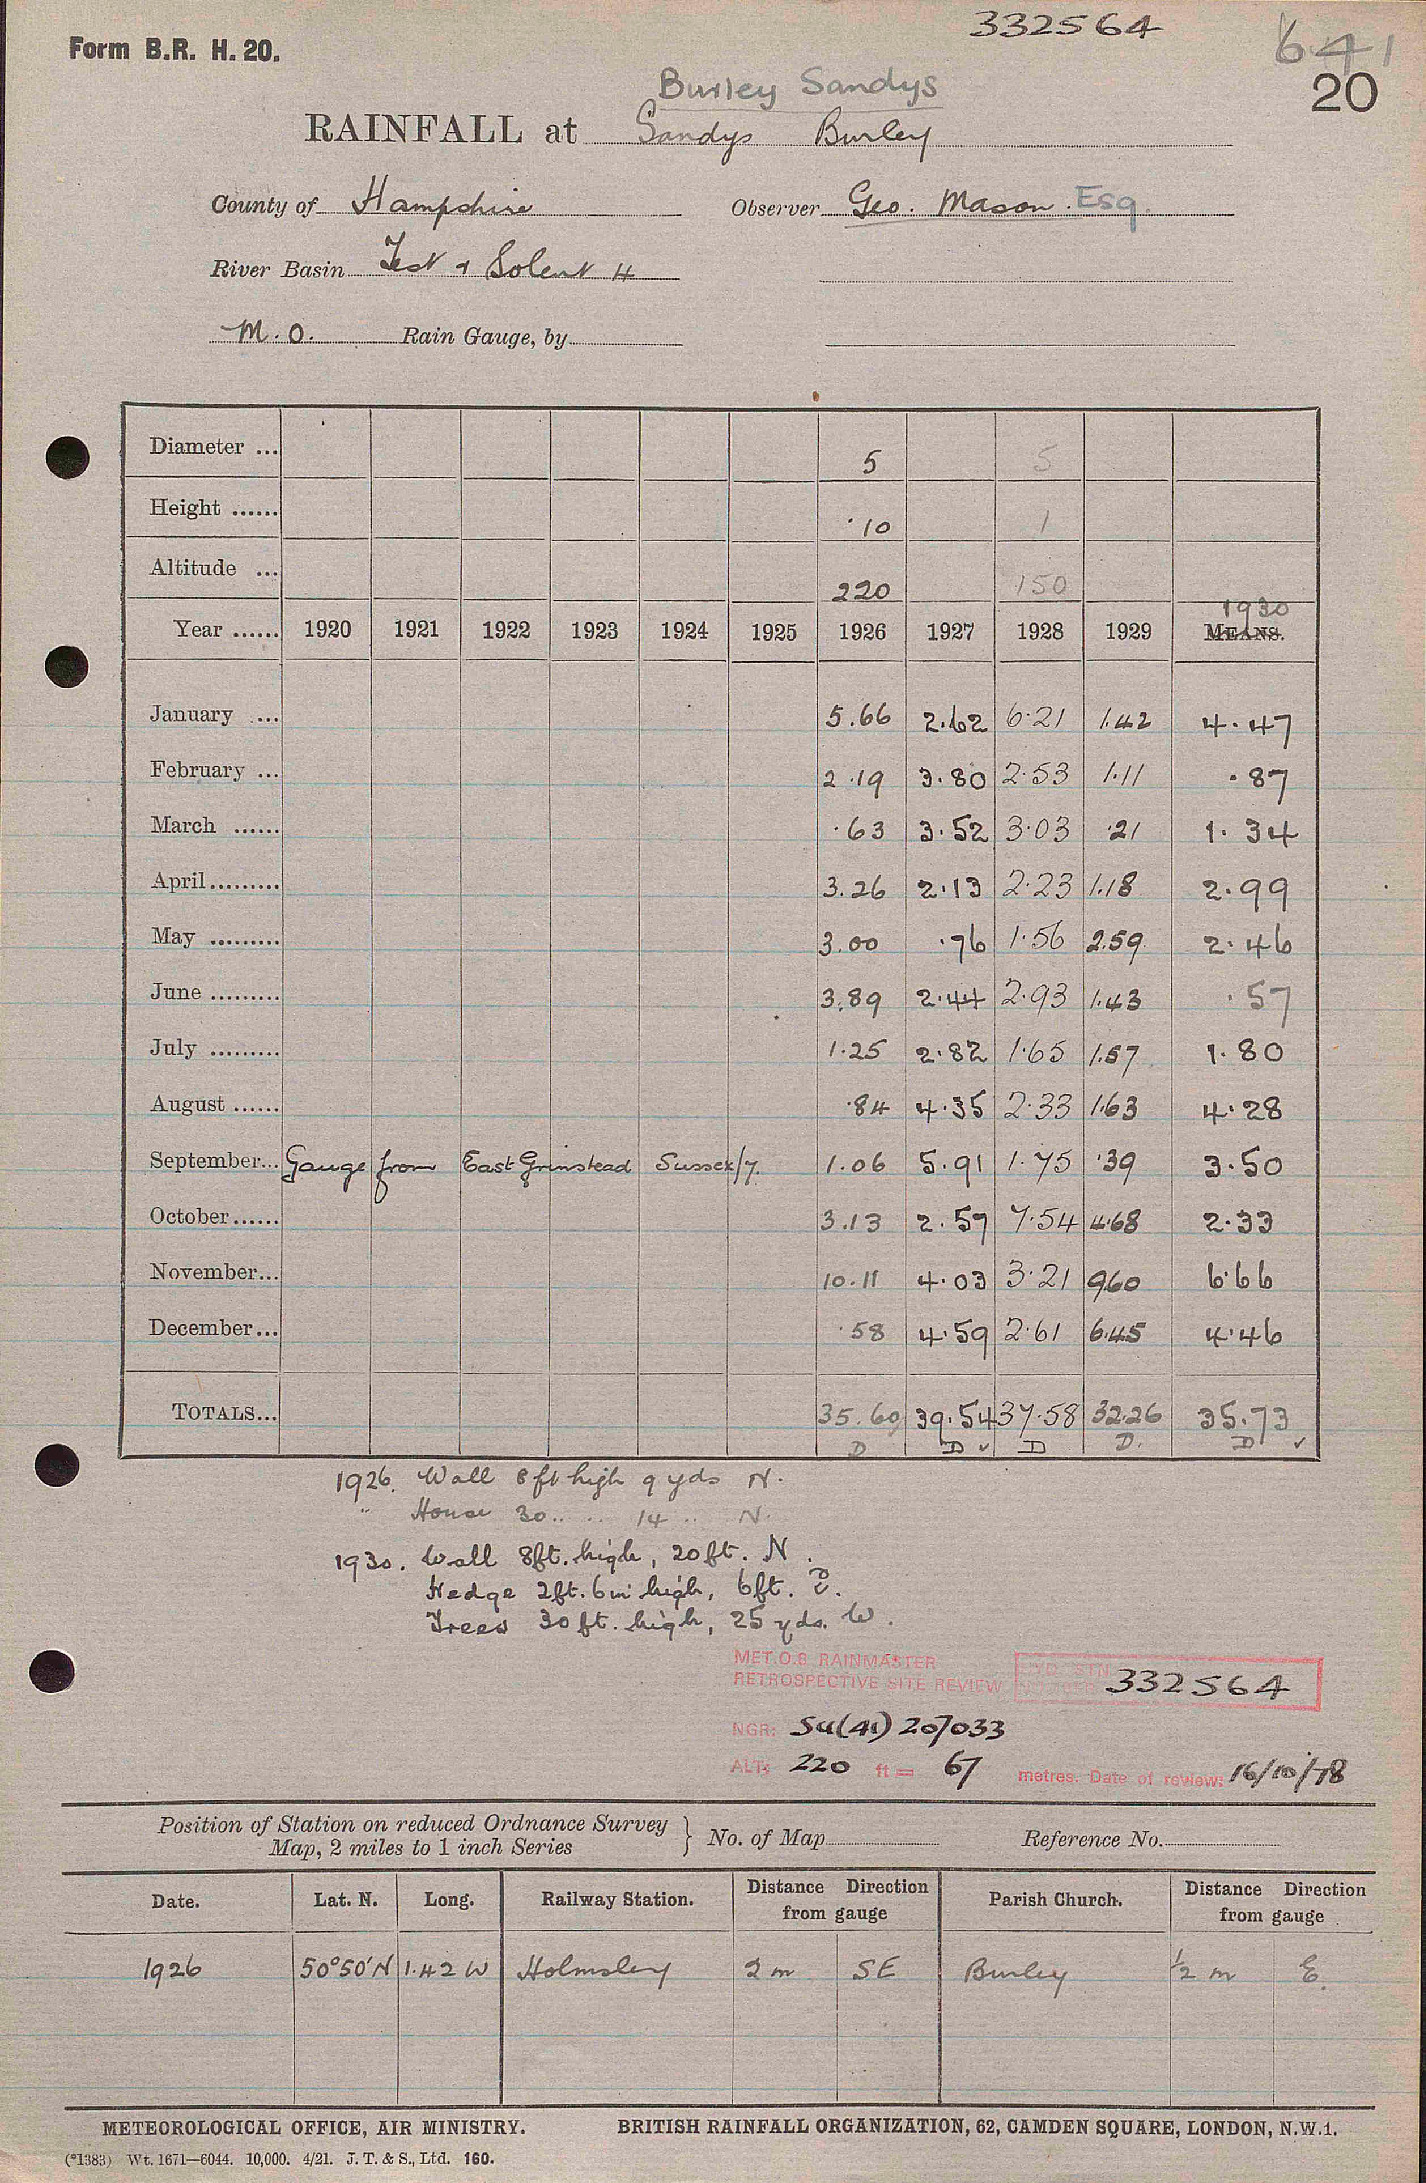 332564
Form B.R. H. 20.
641
20
Burley Sandys
RAINFALL at Sandys Burley
County of Hampshire Observer Geo. Mason. Esq.
River Basin Test & Solent 4
M.O. Rain Gauge, by
Diameter ... 5 5
Height ...... .10 1
Altitude ... 220 150
1930
Year ...... 1920 1921 1922 1923 1924 1925 1926 1927 1928 1929 MEANS.
January ... 5.66 2.62 6.21 1.42 4.47
February ... 2.19 3.80 2.53 1.11 .87
March ...... .63 3.52 3.03 .21 1.34
April......... 3.26 2.13 2.23 1.18 2.99
May ......... 3.00 .76 1.56 2.59 2.46
June ......... 3.89 2.44 2.93 1.43 .57
July ......... 1.25 2.82 1.65 1.57 1.80
August ...... .84 4.35 2.33 1.63 4.28
September... Gauge from East Grinstead Sussex/7. 1.06 5.91 1.75 .39 3.50
October...... 3.13 2.57 7.54 4.68 2.33
November... 10.11 4.03 3.21 9.60 6.66
December... .58 4.59 2.61 6.45 4.46
TOTALS... 35.60 39.54 37.58 32.26 35.73
D D ✓ D D. D ✓
1926. Wall 8 ft high 9 yds N.
" House 30 .. .. 14 .. N.
1930. Wall 8ft. high, 20ft. N.
Hedge 2ft. 6in high, 6ft.
Trees 30 ft. high, 25 yds. W.
MET.O.8 RAINMASTER
RETROSPECTIVE SITE REVIEW 332564
NGR: SU(41) 207033
ALT: 220 ft = 67 metres. Date of review: 16/10/78
Position of Station on reduced Ordnance Survey
Map, 2 miles to 1 inch Series } No. of Map Reference No.
Date. Lat. N. Long. Railway Station. Distance Direction from gauge Parish Church. Distance Direction from gauge
1926 50°50'N 1.42 W Holmsley 2 m SE Burley ½ m E.
METEOROLOGICAL OFFICE, AIR MINISTRY. BRITISH RAINFALL ORGANIZATION, 62, CAMDEN SQUARE, LONDON, N.W.1.
(*1383) Wt. 1671—6044. 10,000. 4/21. J. T. & S., Ltd. 160.